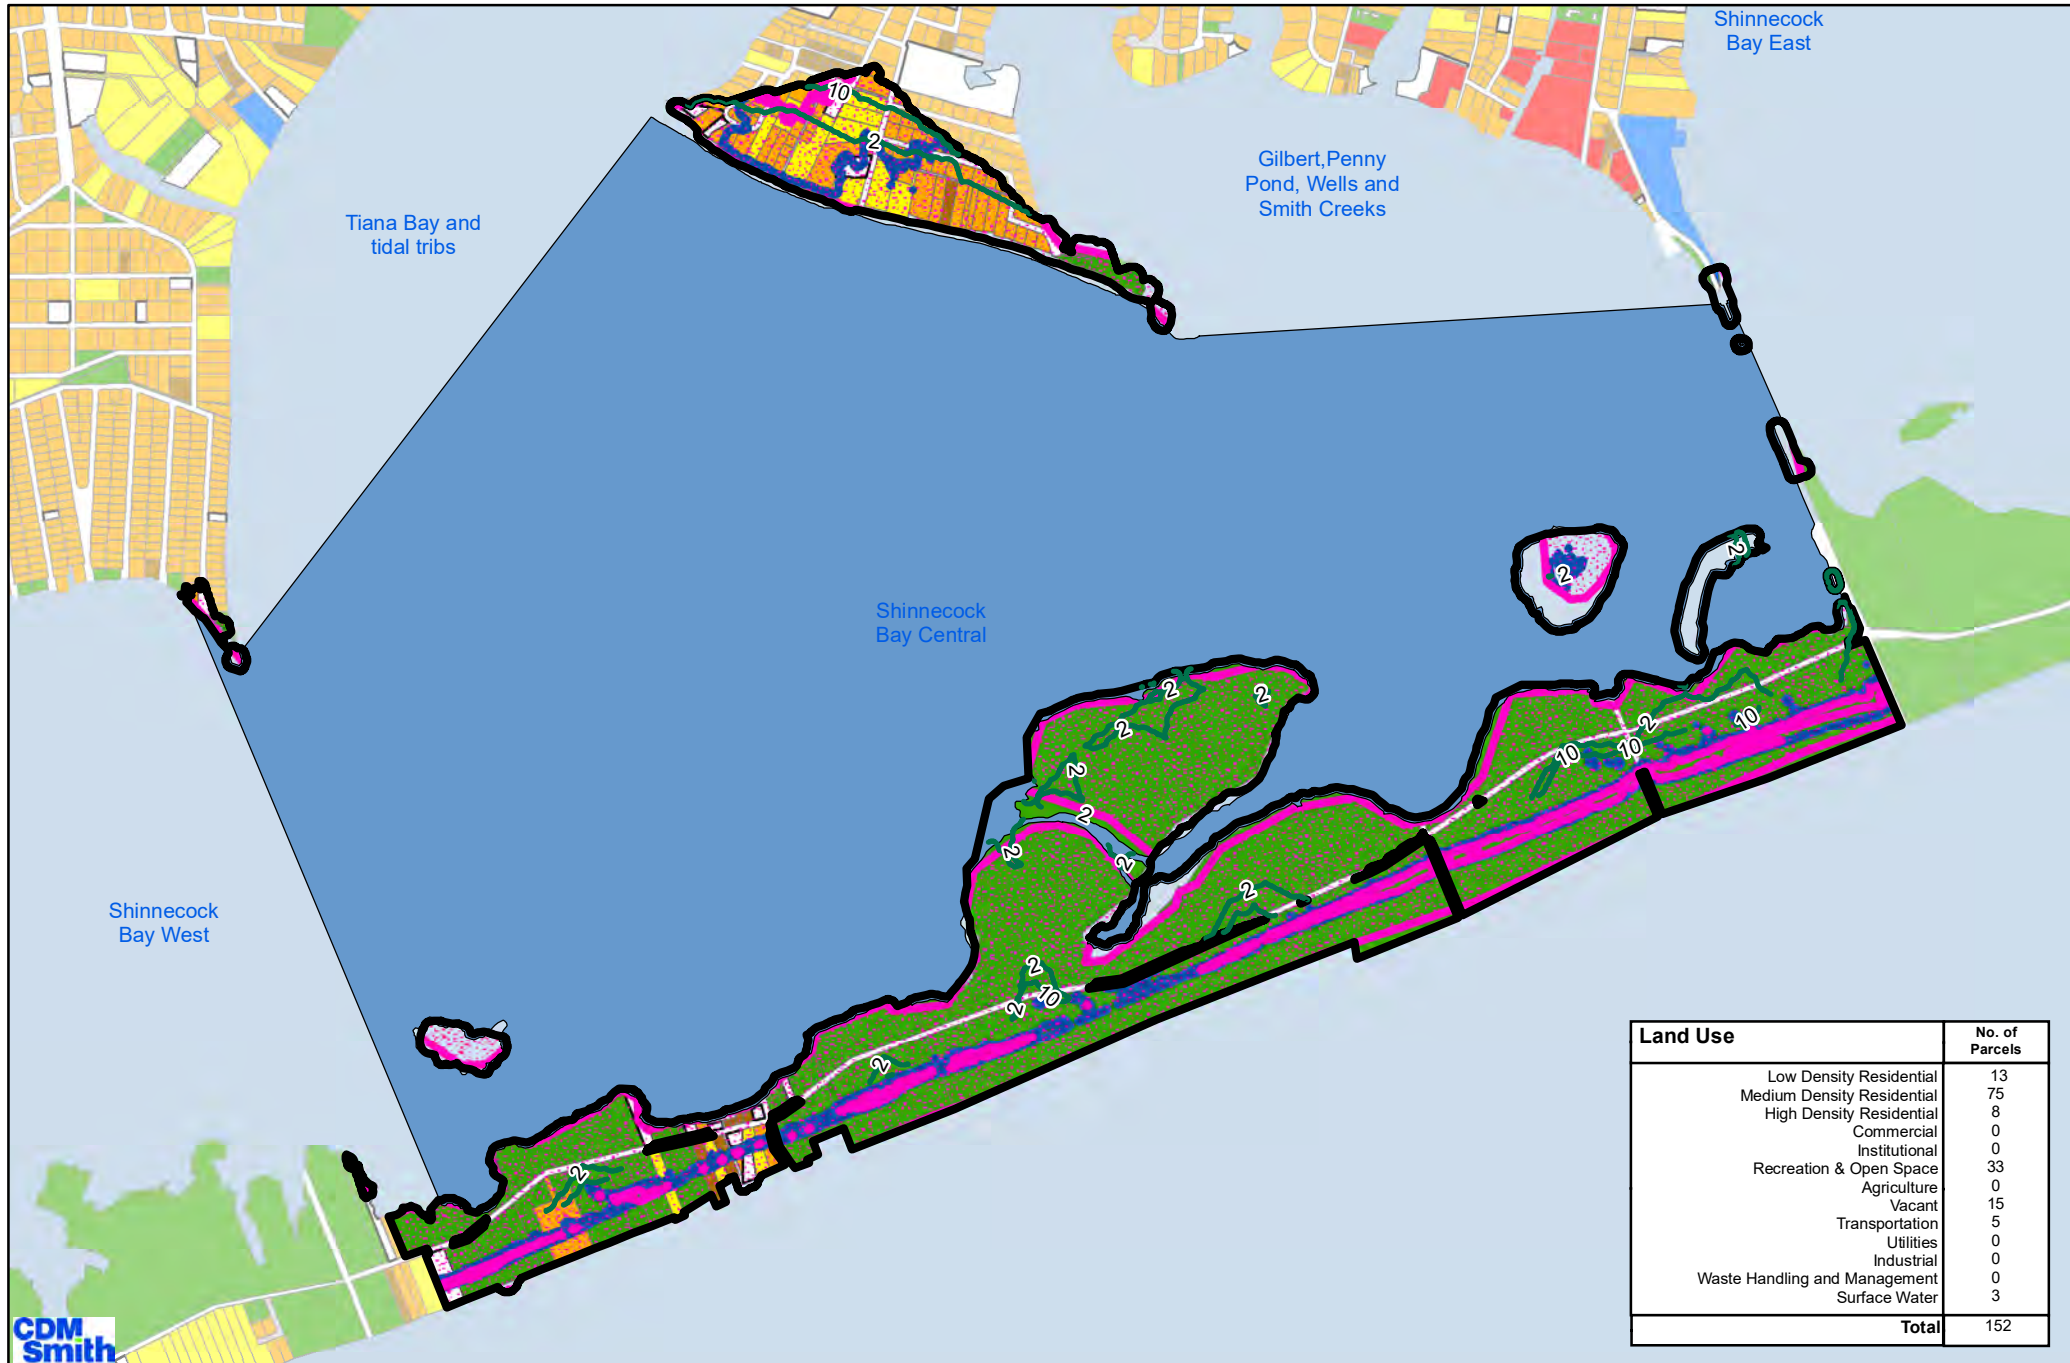 Shinnecock
Bay East
10
2
Gilbert,Penny
Pond, Wells and
Smith Creeks
Tiana Bay and
tidal tribs
2
2
0
Shinnecock
Bay Central
2
2
2
2
10
10
10
2
2
2
2
2
Shinnecock
Bay West
2
10
2
2
2
Land Use
No. of
Parcels
Low Density Residential 13
Medium Density Residential 75
High Density Residential 8
Commercial 0
Institutional 0
Recreation & Open Space 33
Agriculture 0
Vacant 15
Transportation 5
Utilities 0
Industrial 0
Waste Handling and Management 0
Surface Water 3
Total 152
CDM
Smith